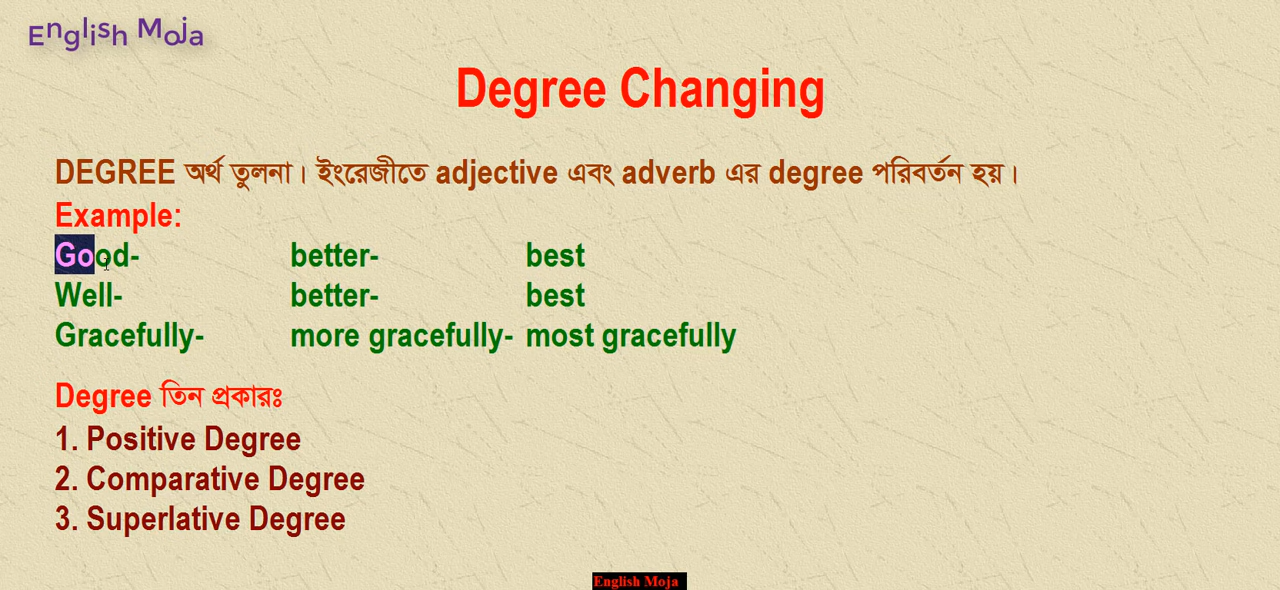 English Moja
Degree Changing
DEGREE অর্থ তুলনা। ইংরেজীতে adjective এবং adverb এর degree পরিবর্তন হয়।
Example:
Good- better- best
Well- better- best
Gracefully- more gracefully- most gracefully
Degree তিন প্রকারঃ
1. Positive Degree
2. Comparative Degree
3. Superlative Degree
English Moja